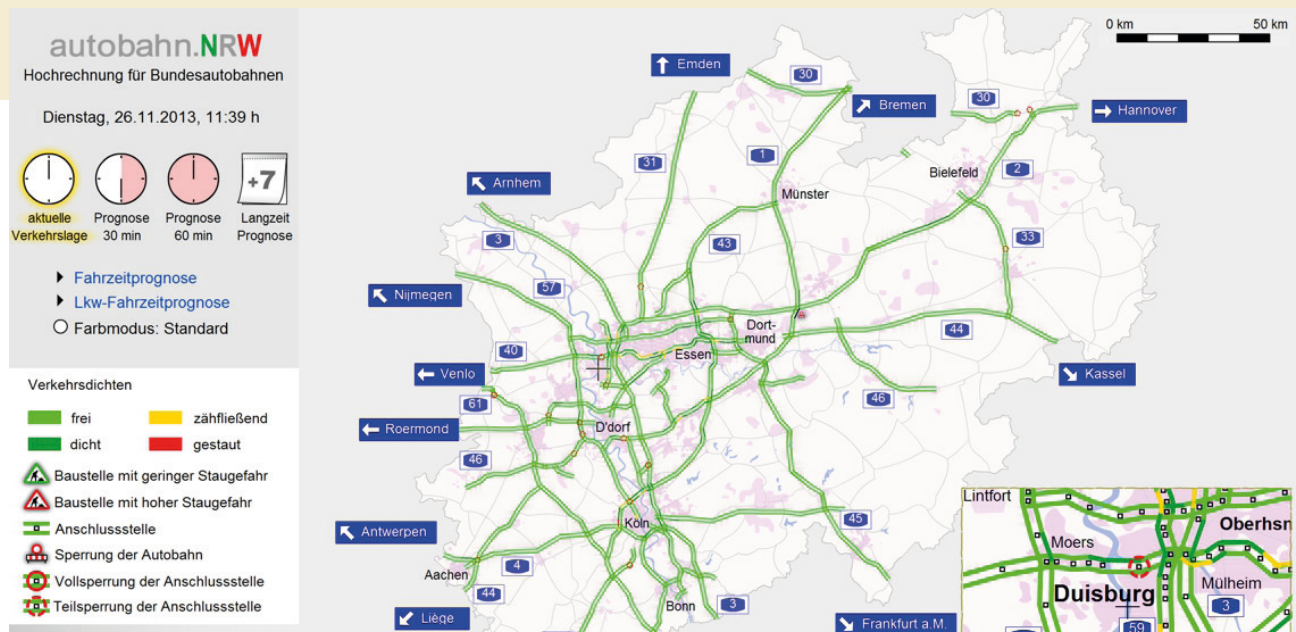 autobahn.NRW
Hochrechnung für Bundesautobahnen
Dienstag, 26.11.2013, 11:39 h
+7
aktuelle
Verkehrslage
Prognose
30 min
Prognose
60 min
Langzeit
Prognose
Fahrzeitprognose
Lkw-Fahrzeitprognose
Farbmodus: Standard
Verkehrsdichten
frei
zähfließend
dicht
gestaut
Baustelle mit geringer Staugefahr
Baustelle mit hoher Staugefahr
Anschlussstelle
Sperrung der Autobahn
Vollsperrung der Anschlussstelle
Teilsperrung der Anschlussstelle
0 km
50 km
Emden
30
Bremen
30
Hannover
31
1
Bielefeld
2
Arnhem
Münster
3
43
33
Nijmegen
57
Dort-
mund
44
40
Essen
Venlo
Kassel
61
46
Roermond
D'dorf
46
Köln
45
Antwerpen
Aachen
4
44
Bonn
3
Liège
Frankfurt a.M.
Lintfort
Oberhsn
Moers
Duisburg
Mülheim
3
59